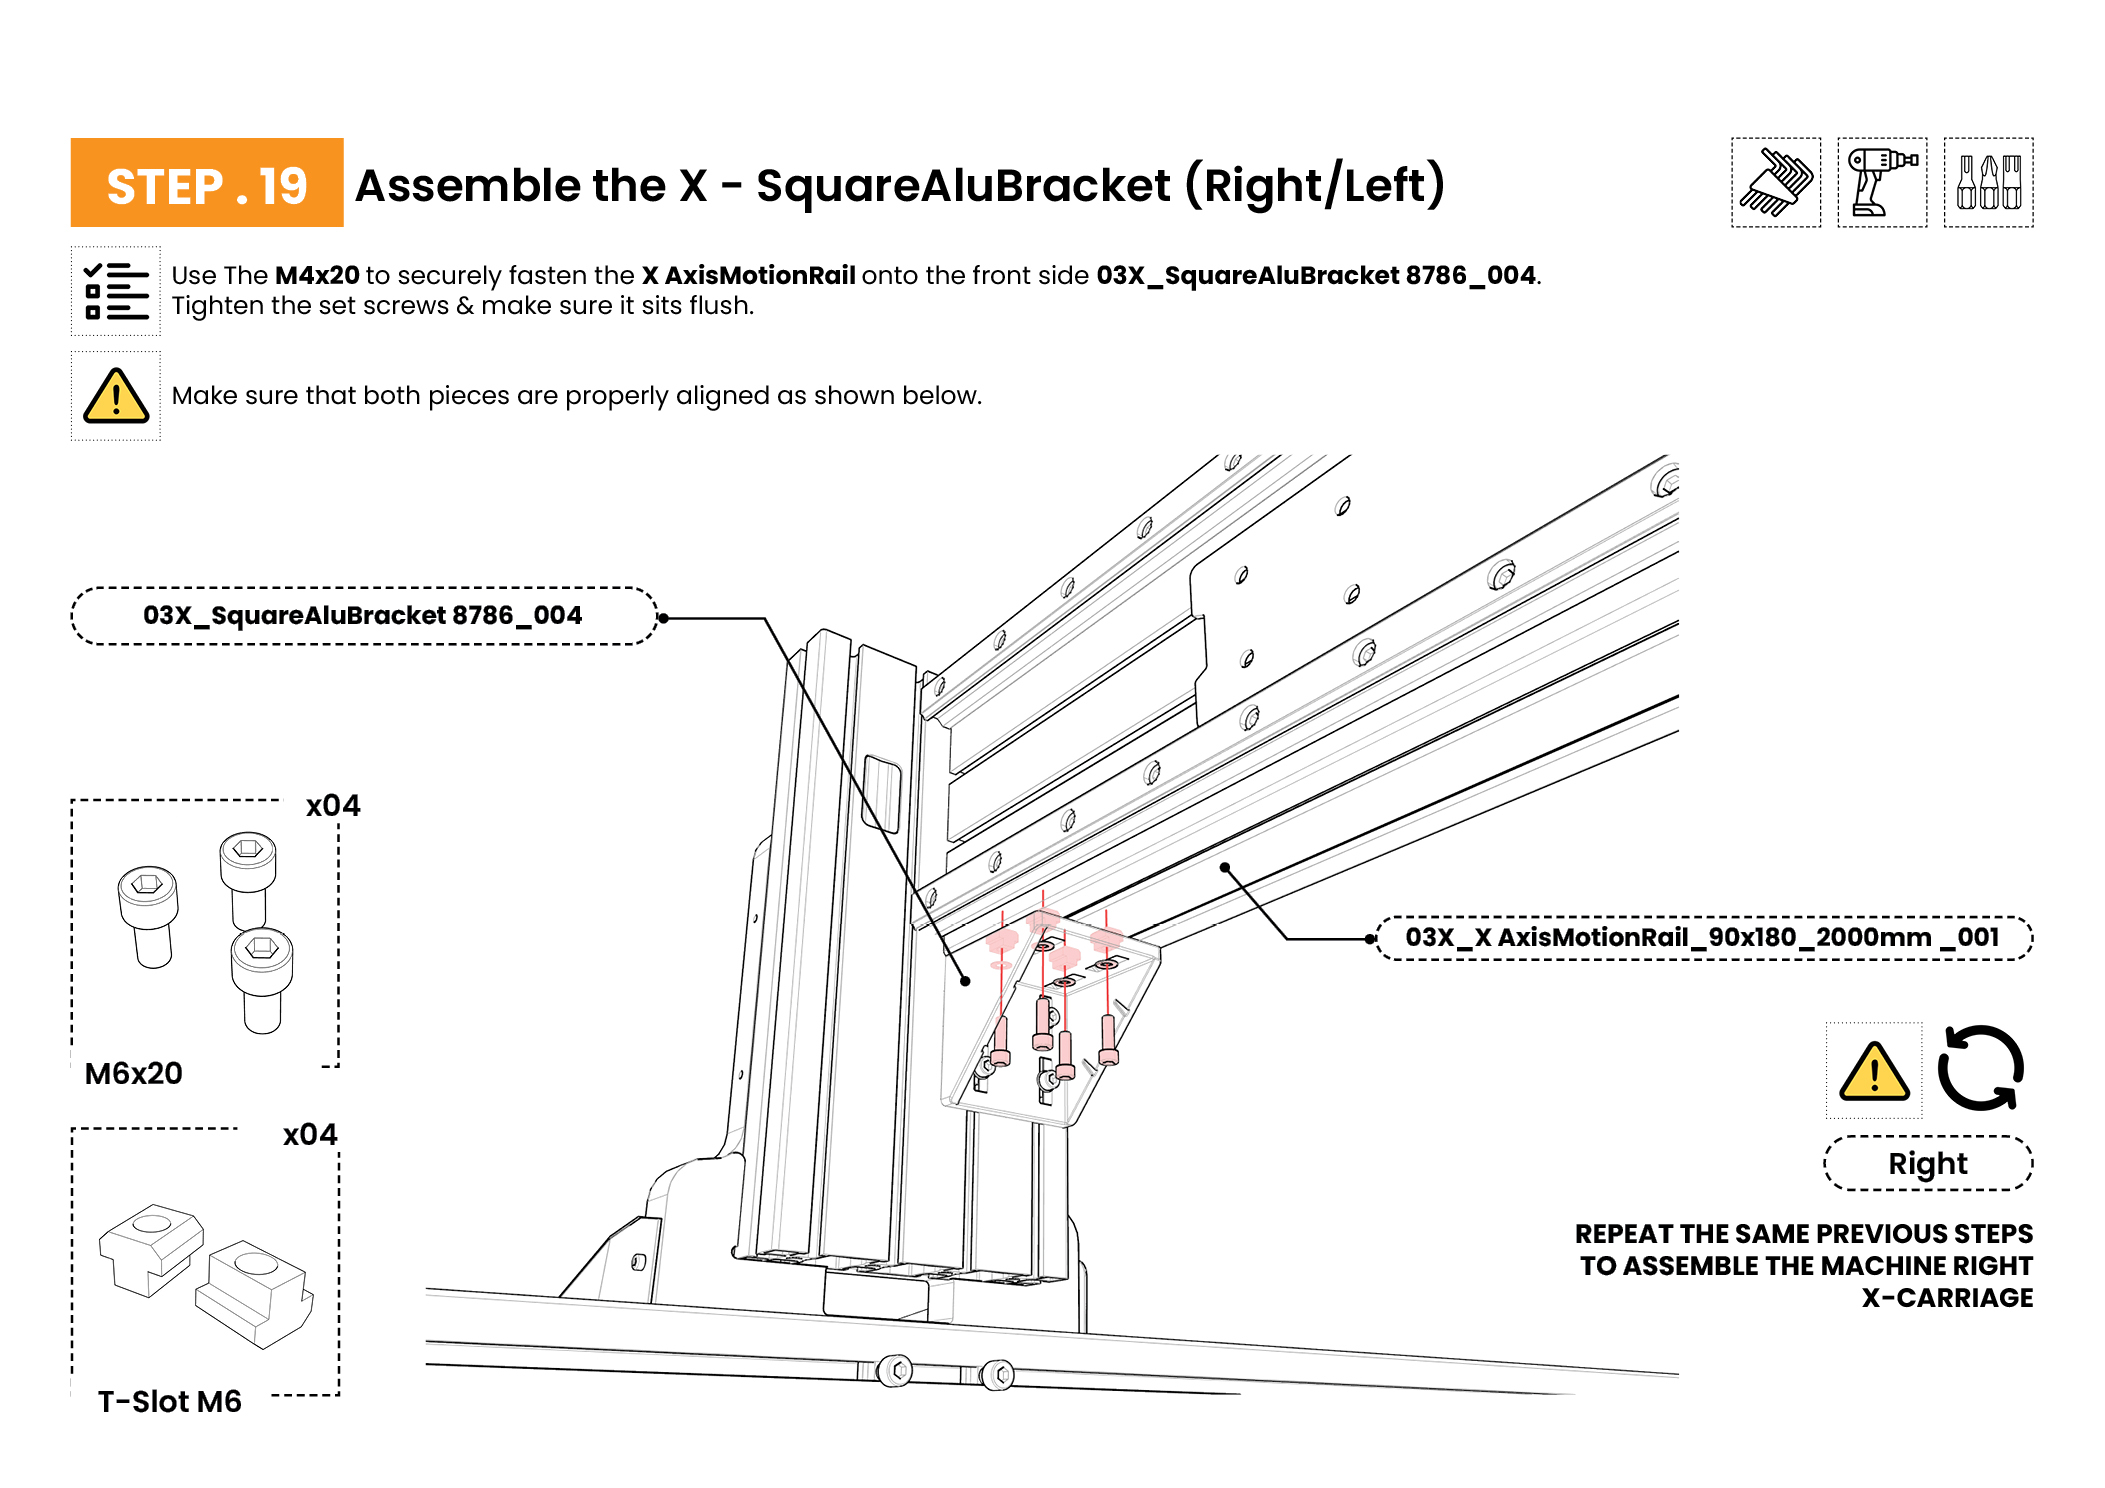 STEP . 19
Assemble the X - SquareAluBracket (Right/Left)
Use The M4x20 to securely fasten the X AxisMotionRail onto the front side 03X_SquareAluBracket 8786_004.
Tighten the set screws & make sure it sits flush.
Make sure that both pieces are properly aligned as shown below.
03X_SquareAluBracket 8786_004
x04
M6x20
x04
T-Slot M6
03X_X AxisMotionRail_90x180_2000mm _001
Right
REPEAT THE SAME PREVIOUS STEPS
TO ASSEMBLE THE MACHINE RIGHT
X-CARRIAGE